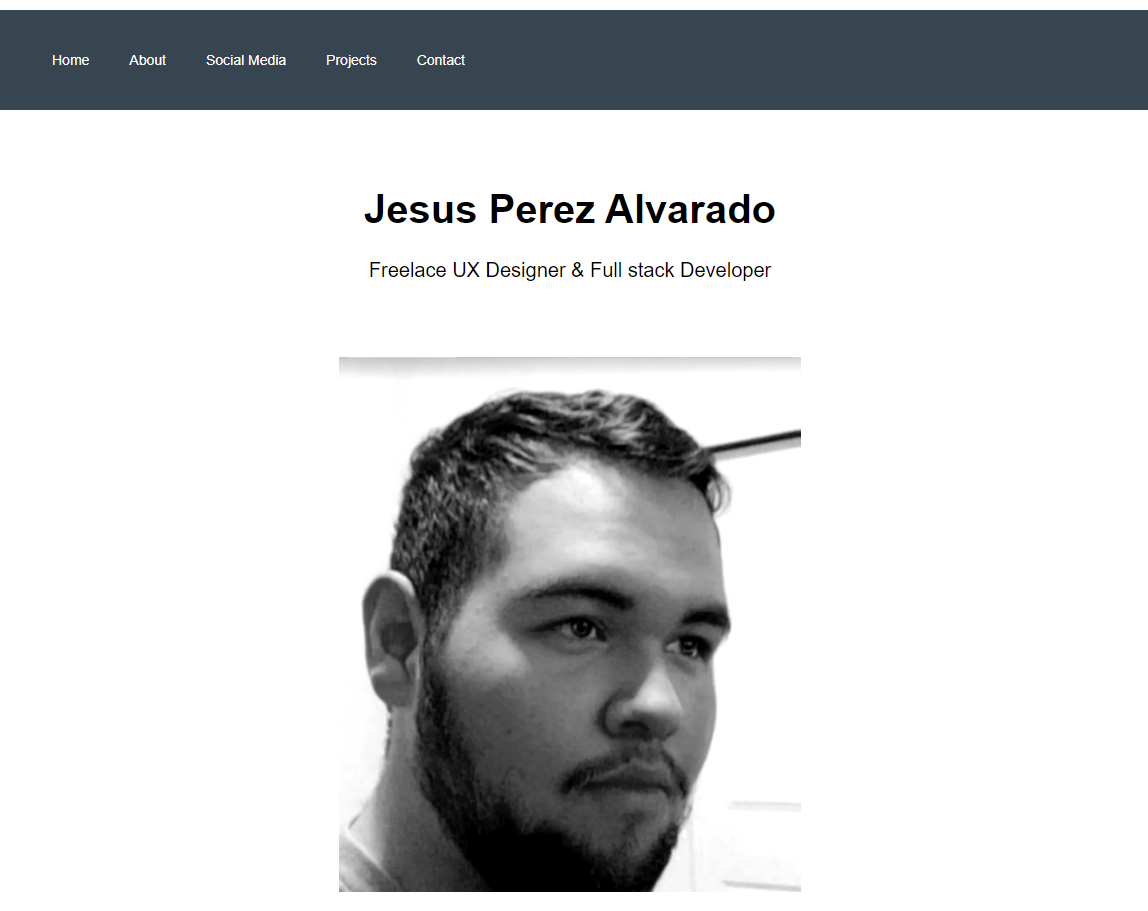 Home About Social Media Projects Contact
Jesus Perez Alvarado
Freelace UX Designer & Full stack Developer